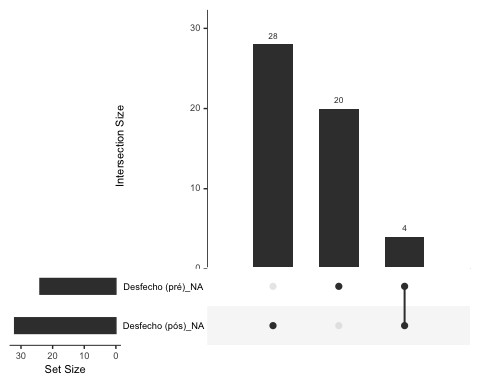 30
28
20
20
10
4
0
Intersection Size
Desfecho (pré)_NA
Desfecho (pós)_NA
30 20 10 0
Set Size